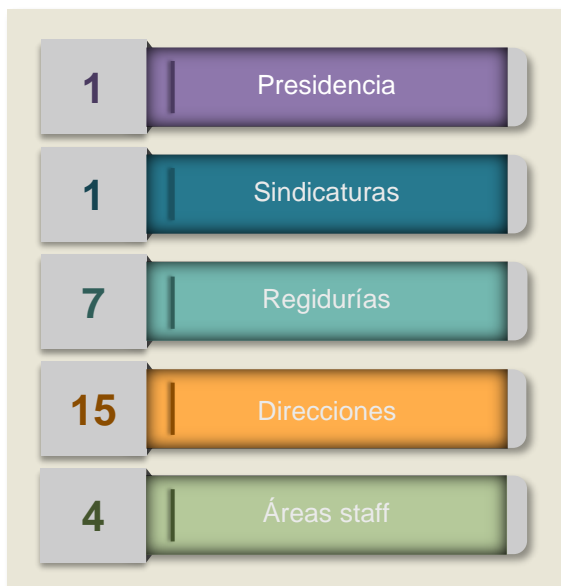 1 Presidencia
1 Sindicaturas
7 Regidurías
15 Direcciones
4 Áreas staff